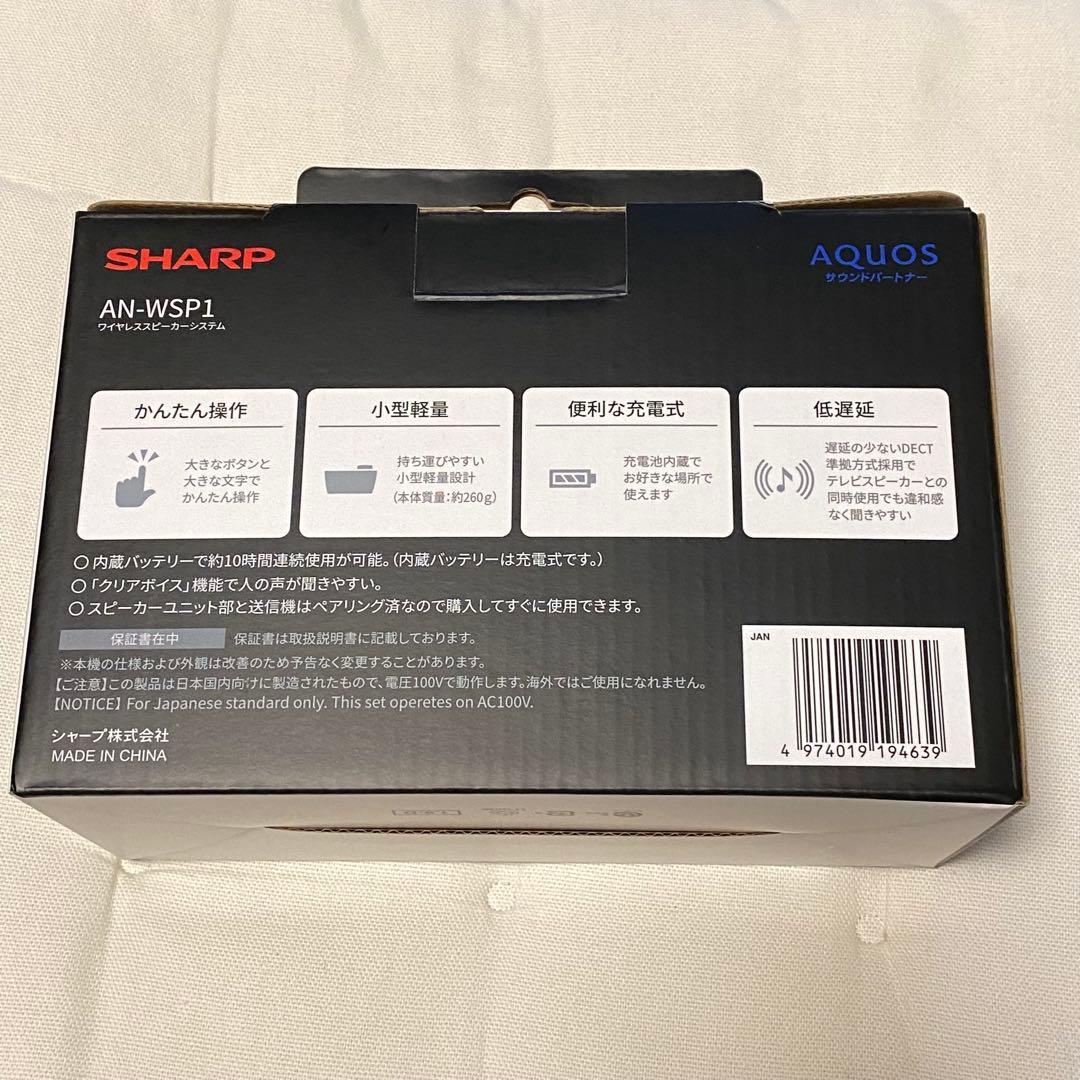 SHARP
AQUOS
サウンドパートナー
AN-WSP1
ワイヤレススピーカーシステム
かんたん操作
大きなボタンと
大きな文字で
かんたん操作
小型軽量
持ち運びやすい
小型軽量設計
(本体質量:約260g)
便利な充電式
充電池内蔵で
お好きな場所で
使えます
低遅延
遅延の少ないDECT
準拠方式採用で
テレビスピーカーとの
同時使用でも違和感
なく聞きやすい
○ 内蔵バッテリーで約10時間連続使用が可能。(内蔵バッテリーは充電式です。)
○ 「クリアボイス」機能で人の声が聞きやすい。
○ スピーカーユニット部と送信機はペアリング済なので購入してすぐに使用できます。
保証書在中 保証書は取扱説明書に記載しております。
※本機の仕様および外観は改善のため予告なく変更することがあります。
【ご注意】この製品は日本国内向けに製造されたもので、電圧100Vで動作します。海外ではご使用になれません。
【NOTICE】 For Japanese standard only. This set operetes on AC100V.
シャープ株式会社
MADE IN CHINA
JAN
4 974019 194639